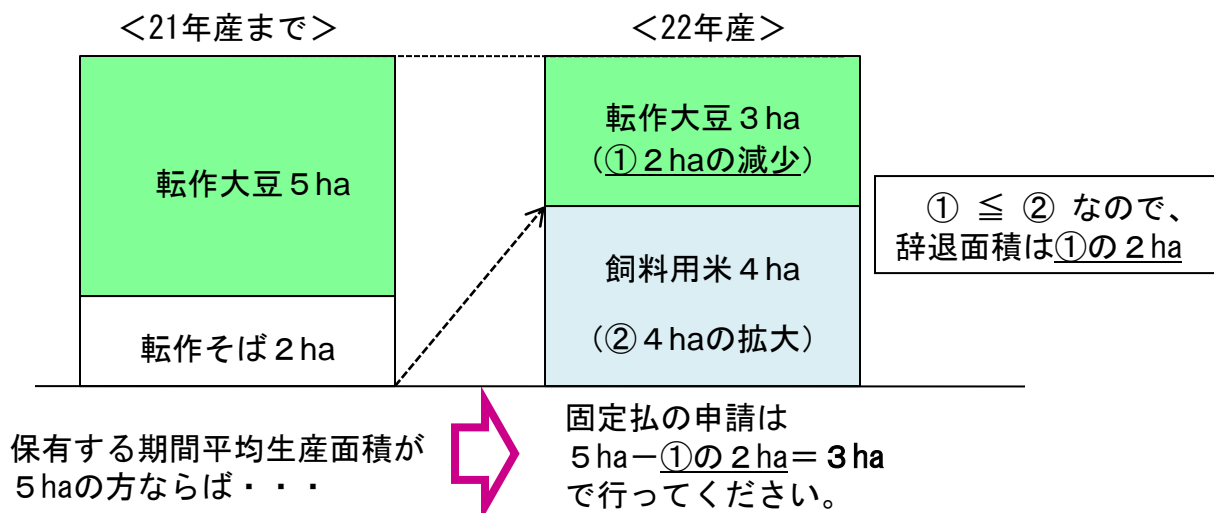 ＜21年産まで＞
＜22年産＞
転作大豆５ha
転作そば２ha
転作大豆３ha
（①２haの減少）
飼料用米４ha
（②４haの拡大）
① ≦ ② なので、
辞退面積は①の２ha
保有する期間平均生産面積が
５haの方ならば・・・
固定払の申請は
５ha－①の２ha＝３ha
で行ってください。